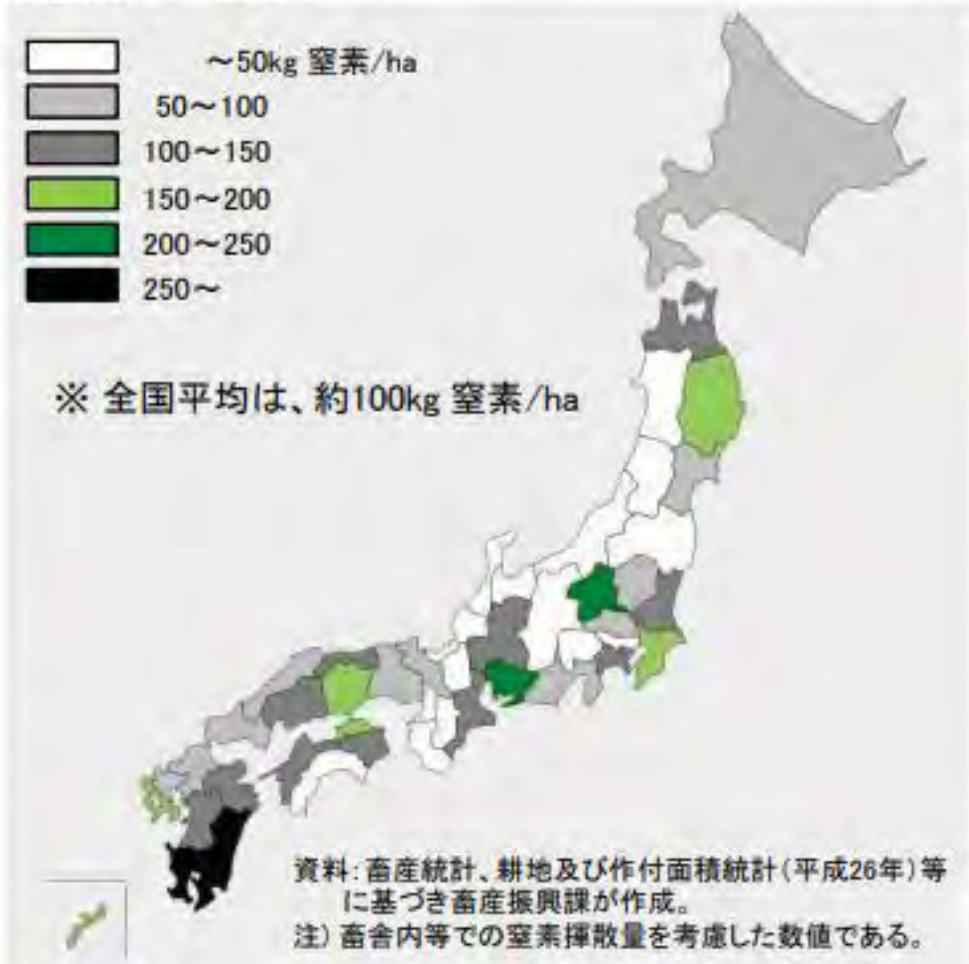 ～50kg 窒素/ha
50～100
100～150
150～200
200～250
250～
※ 全国平均は、約100kg 窒素/ha
資料：畜産統計、耕地及び作付面積統計（平成26年）等
に基づき畜産振興課が作成。
注）畜舎内等での窒素揮散量を考慮した数値である。